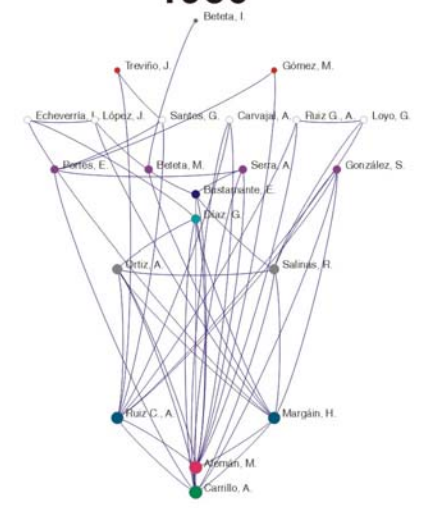 Beteta, I.
Treviño, J.
Gómez, M.
Echeverría, L.
López, J.
Santos, G.
Carvajal, A.
Ruiz G., A.
Loyo, G.
Portes, E.
Beteta, M.
Serra, A.
González, S.
Bustamante, E.
Díaz, G.
Ortiz, A.
Salinas, R.
Ruiz C., A.
Margáin, H.
Alemán, M.
Carrillo, A.